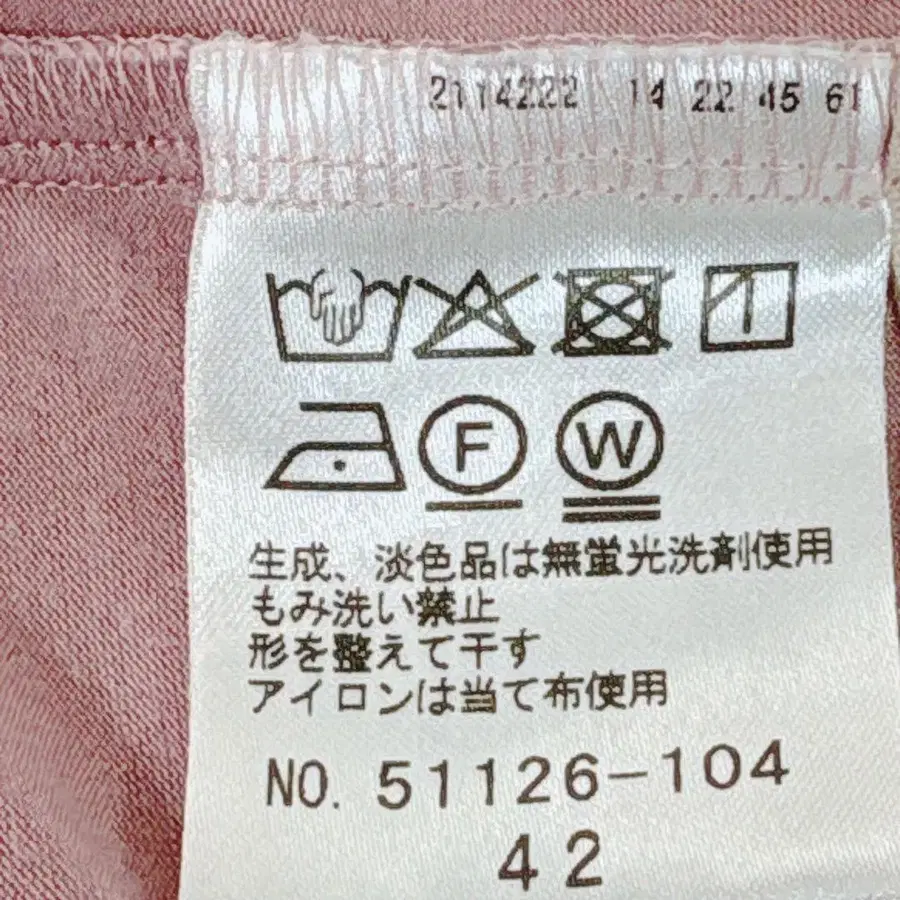 2114222 14 22 45 61
F W
生成、淡色品は無蛍光洗剤使用
もみ洗い禁止
形を整えて干す
アイロンは当て布使用
NO. 51126-104
42